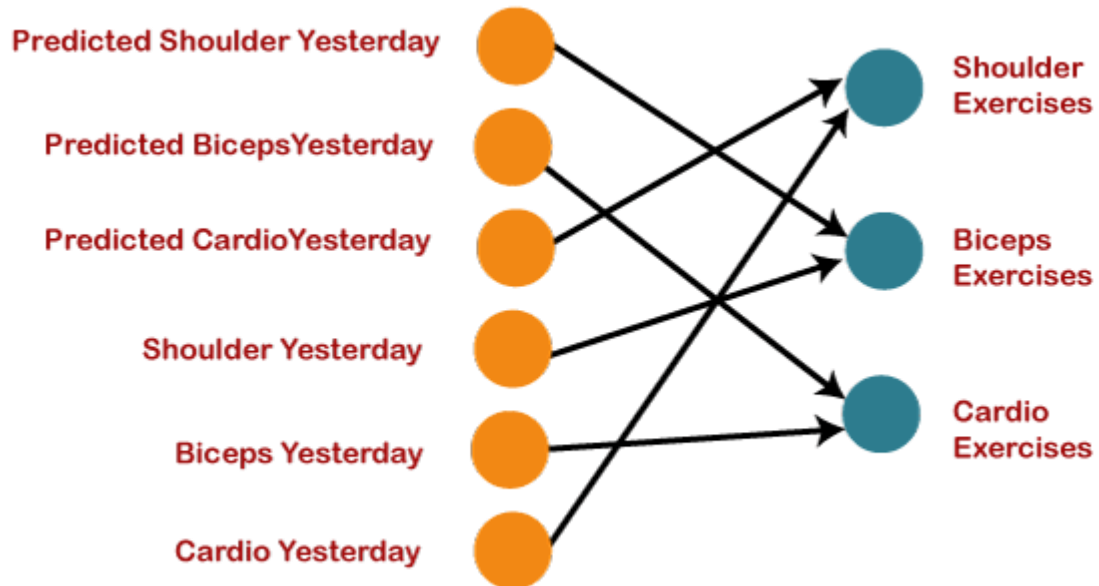 Predicted Shoulder Yesterday
Predicted BicepsYesterday
Predicted CardioYesterday
Shoulder Yesterday
Biceps Yesterday
Cardio Yesterday
Shoulder
Exercises
Biceps
Exercises
Cardio
Exercises